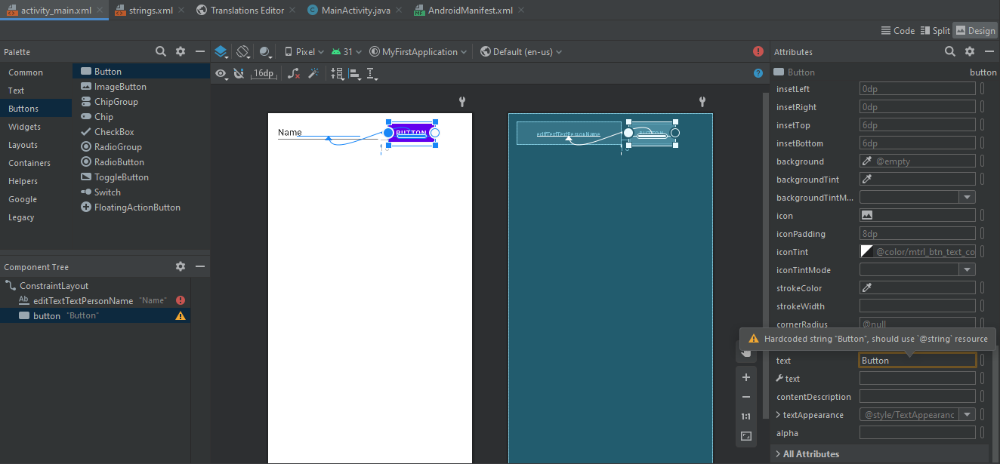 activity_main.xml
strings.xml
Translations Editor
MainActivity.java
AndroidManifest.xml
Code
Split
Design
Palette
Pixel
31
MyFirstApplication
Default (en-us)
Attributes
Common
Text
Buttons
Widgets
Layouts
Containers
Helpers
Google
Legacy
Button
ImageButton
ChipGroup
Chip
CheckBox
RadioGroup
RadioButton
ToggleButton
Switch
FloatingActionButton
16dp
Component Tree
ConstraintLayout
Ab editTextTextPersonName "Name"
button "Button"
Name
BUTTON
editTextTextPersonName
BUTTON
1:1
Button button
insetLeft 0dp
insetRight 0dp
insetTop 6dp
insetBottom 6dp
background @empty
backgroundTint
backgroundTintM...
icon
iconPadding 8dp
iconTint @color/mtrl_btn_text_co
iconTintMode
strokeColor
strokeWidth
cornerRadius @null
Hardcoded string "Button", should use `@string` resource
text Button
text
contentDescription
textAppearance @style/TextAppearanc
alpha
All Attributes